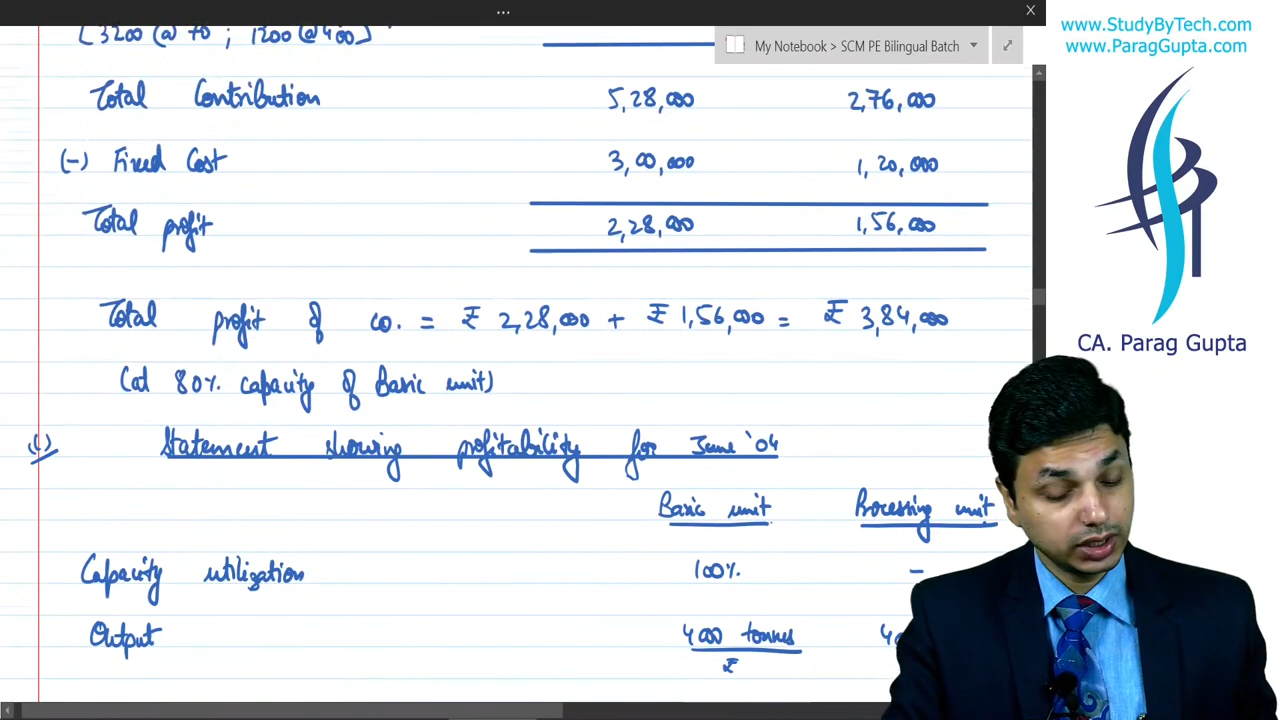 ...
X
www.StudyByTech.com
www.ParagGupta.com
[3200 @ 70 ; 1200 @ 400]
My Notebook > SCM PE Bilingual Batch
Total Contribution 5,28,000 2,76,000
(-) Fixed Cost 3,00,000 1,20,000
Total profit 2,28,000 1,56,000
Total profit of co. = ₹ 2,28,000 + ₹ 1,56,000 = ₹ 3,84,000
(at 80% capacity of Basic unit)
CA. Parag Gupta
(i) Statement showing profitability for June '04
Basic unit Processing unit
Capacity utilization 100% -
Output 4000 tonnes
₹